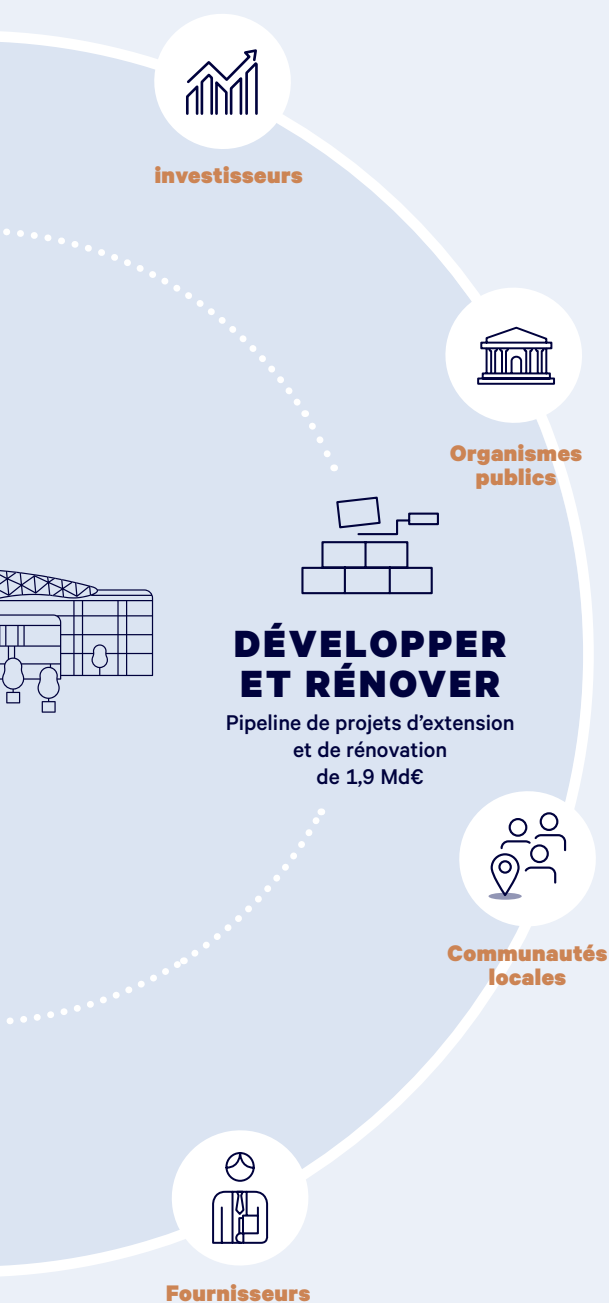 investisseurs
Organismes
publics
DÉVELOPPER
ET RÉNOVER
Pipeline de projets d’extension
et de rénovation
de 1,9 Md€
Communautés
locales
Fournisseurs